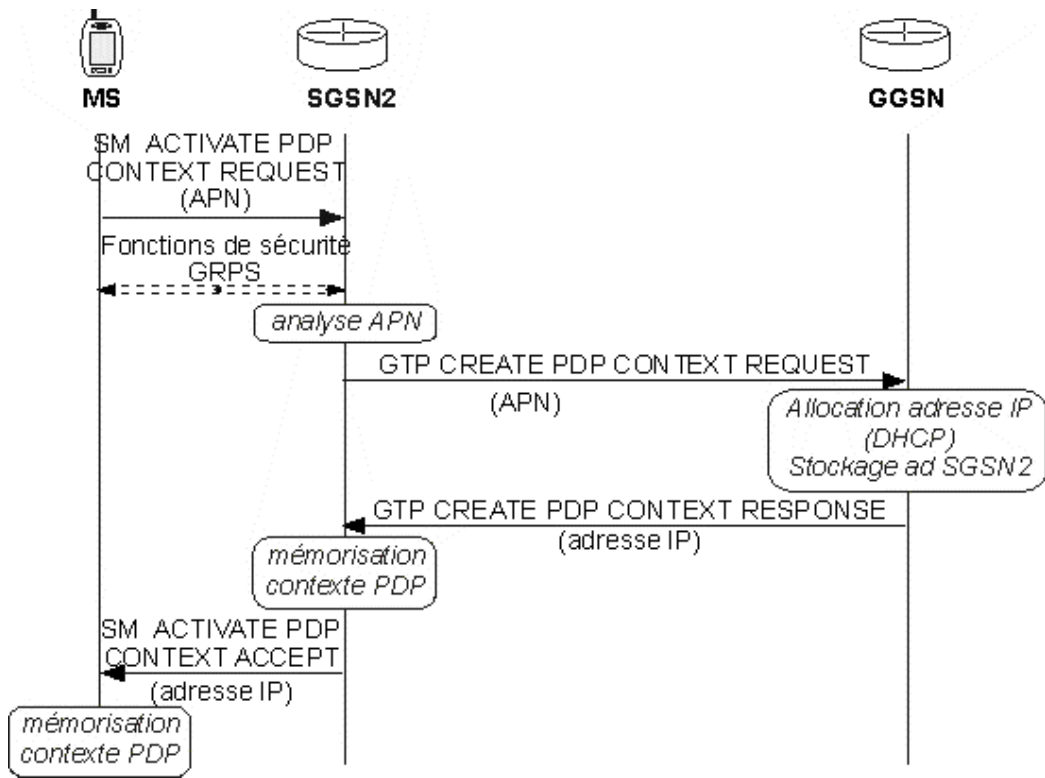 MS
SGSN2
GGSN
SM ACTIVATE PDP
CONTEXT REQUEST
(APN)
Fonctions de sécurité
GRPS
analyse APN
GTP CREATE PDP CONTEXT REQUEST
(APN)
Allocation adresse IP
(DHCP)
Stockage ad SGSN2
GTP CREATE PDP CONTEXT RESPONSE
(adresse IP)
mémorisation
contexte PDP
SM ACTIVATE PDP
CONTEXT ACCEPT
(adresse IP)
mémorisation
contexte PDP